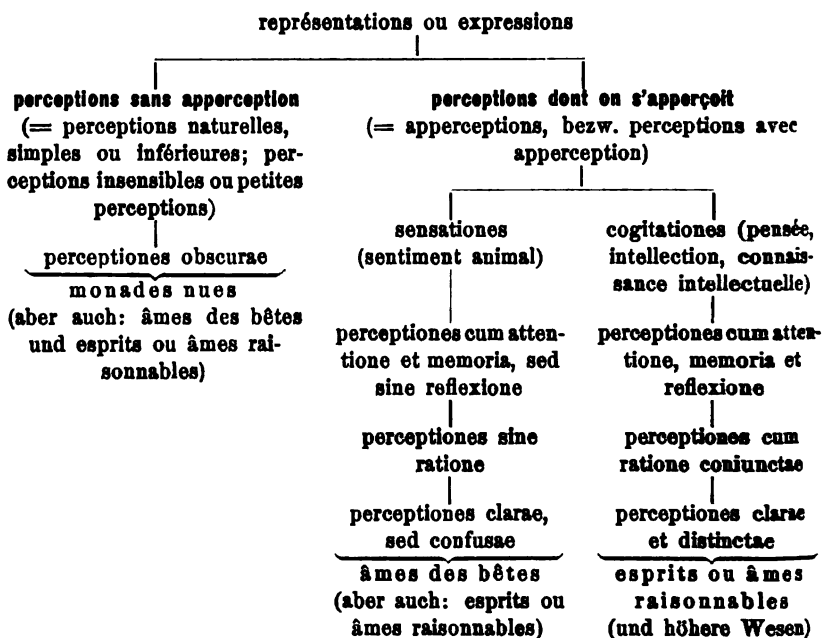 représentations ou expressions
perceptions sans apperception
(= perceptions naturelles,
simples ou inférieures; per-
ceptions insensibles ou petites
perceptions)
perceptiones obscurae
monades nues
(aber auch: âmes des bêtes
und esprits ou âmes rai-
sonnables)
perceptions dont on s'apperçoit
(= apperceptions, bezw. perceptions avec
apperception)
sensationes
(sentiment animal)
perceptiones cum atten-
tione et memoria, sed
sine reflexione
perceptiones sine
ratione
perceptiones clarae,
sed confusae
âmes des bêtes
(aber auch: esprits ou
âmes raisonnables)
cogitationes (pensée,
intellection, connais-
sance intellectuelle)
perceptiones cum atten-
tione, memoria et
reflexione
perceptiones cum
ratione coniunctae
perceptiones clarae
et distinctae
esprits ou âmes
raisonnables
(und höhere Wesen)